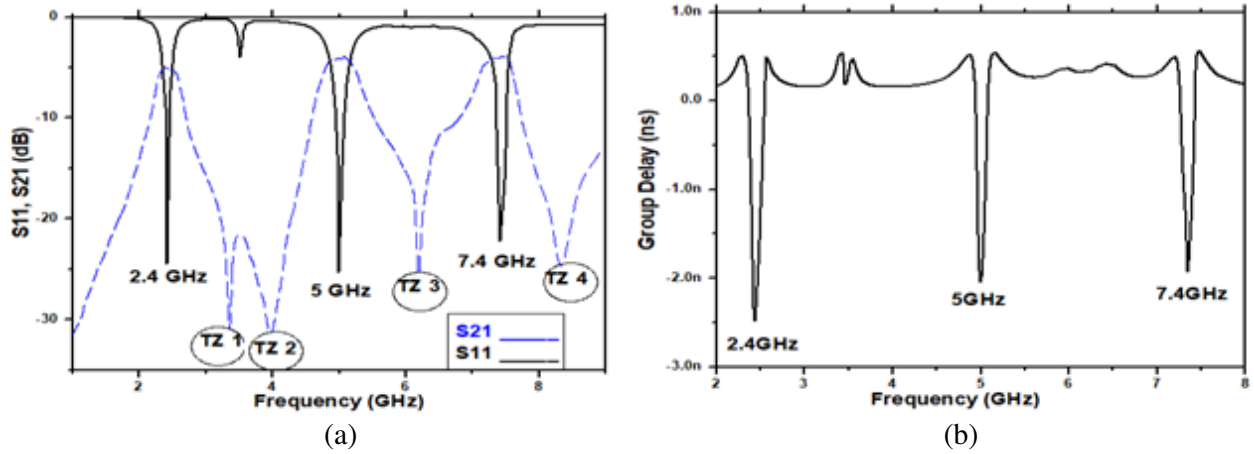 0
-10
-20
-30
S11, S21 (dB)
2.4 GHz
5 GHz
7.4 GHz
TZ 1
TZ 2
TZ 3
TZ 4
S21
S11
2 4 6 8
Frequency (GHz)
(a)
1.0n
0.0
-1.0n
-2.0n
-3.0n
Group Delay (ns)
2.4GHz
5GHz
7.4GHz
2 3 4 5 6 7 8
Frequency (GHz)
(b)